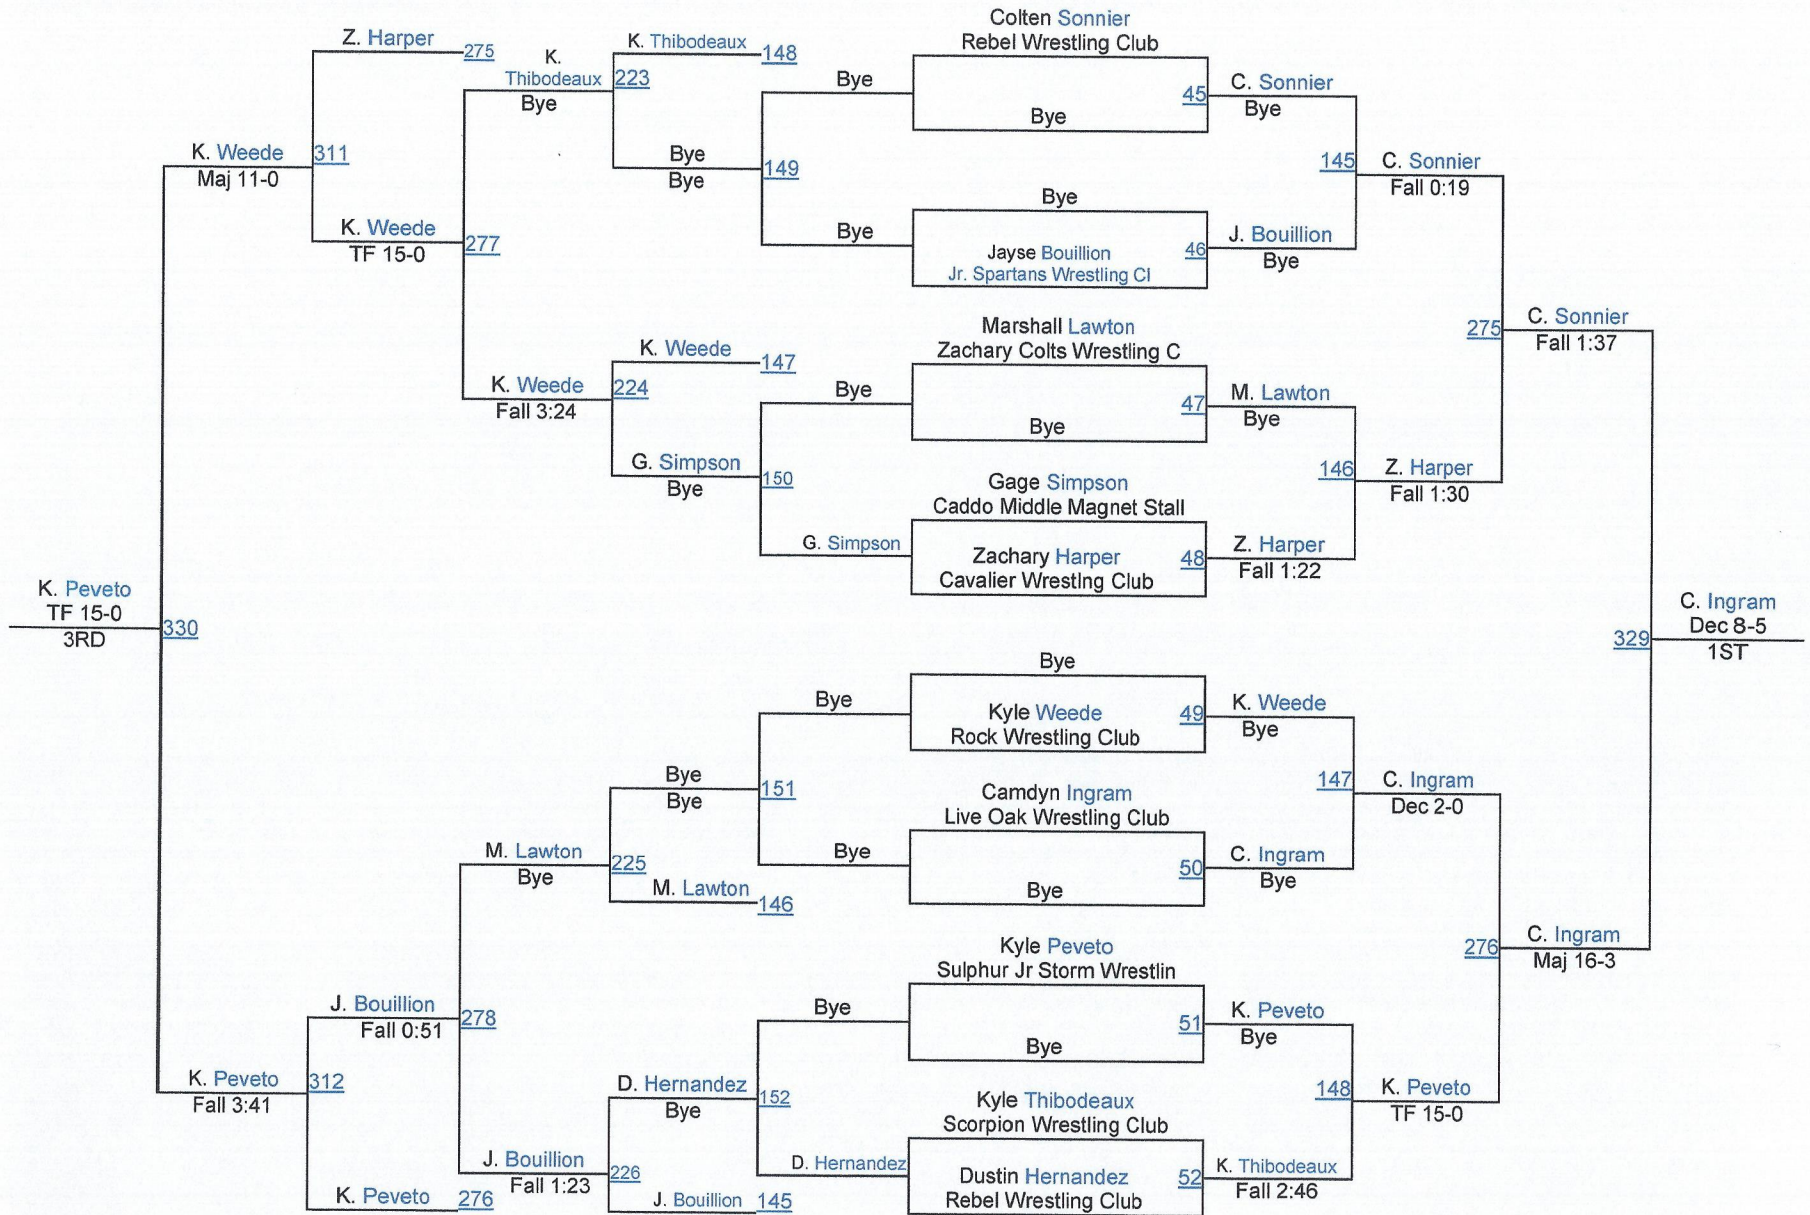 Colten Sonnier
Rebel Wrestling Club
Z. Harper
275
K. Thibodeaux
148
K.
Thibodeaux
223
Bye
Bye
45
C. Sonnier
Bye
Bye
K. Weede
311
Maj 11-0
Bye
Bye
149
145
C. Sonnier
Fall 0:19
Bye
K. Weede
277
TF 15-0
Bye
Jayse Bouillion
46
J. Bouillion
Jr. Spartans Wrestling Cl
Bye
Marshall Lawton
Zachary Colts Wrestling C
275
C. Sonnier
Fall 1:37
K. Weede
147
K. Weede
224
Fall 3:24
Bye
47
M. Lawton
Bye
Bye
G. Simpson
150
Bye
Gage Simpson
Caddo Middle Magnet Stall
146
Z. Harper
Fall 1:30
G. Simpson
Zachary Harper
48
Z. Harper
Cavalier Wrestlng Club
Fall 1:22
K. Peveto
TF 15-0
3RD
330
C. Ingram
Dec 8-5
1ST
329
Bye
Bye
Kyle Weede
49
K. Weede
Rock Wrestling Club
Bye
Bye
Bye
151
Camdyn Ingram
Live Oak Wrestling Club
147
C. Ingram
Dec 2-0
M. Lawton
225
Bye
M. Lawton
146
Bye
50
C. Ingram
Bye
Bye
Kyle Peveto
Sulphur Jr Storm Wrestlin
276
C. Ingram
Maj 16-3
J. Bouillion
278
Fall 0:51
Bye
51
K. Peveto
Bye
Bye
K. Peveto
312
Fall 3:41
D. Hernandez
152
Bye
Kyle Thibodeaux
Scorpion Wrestling Club
148
K. Peveto
TF 15-0
J. Bouillion
226
Fall 1:23
D. Hernandez
Dustin Hernandez
52
K. Thibodeaux
Rebel Wrestling Club
Fall 2:46
K. Peveto
276
J. Bouillion
145